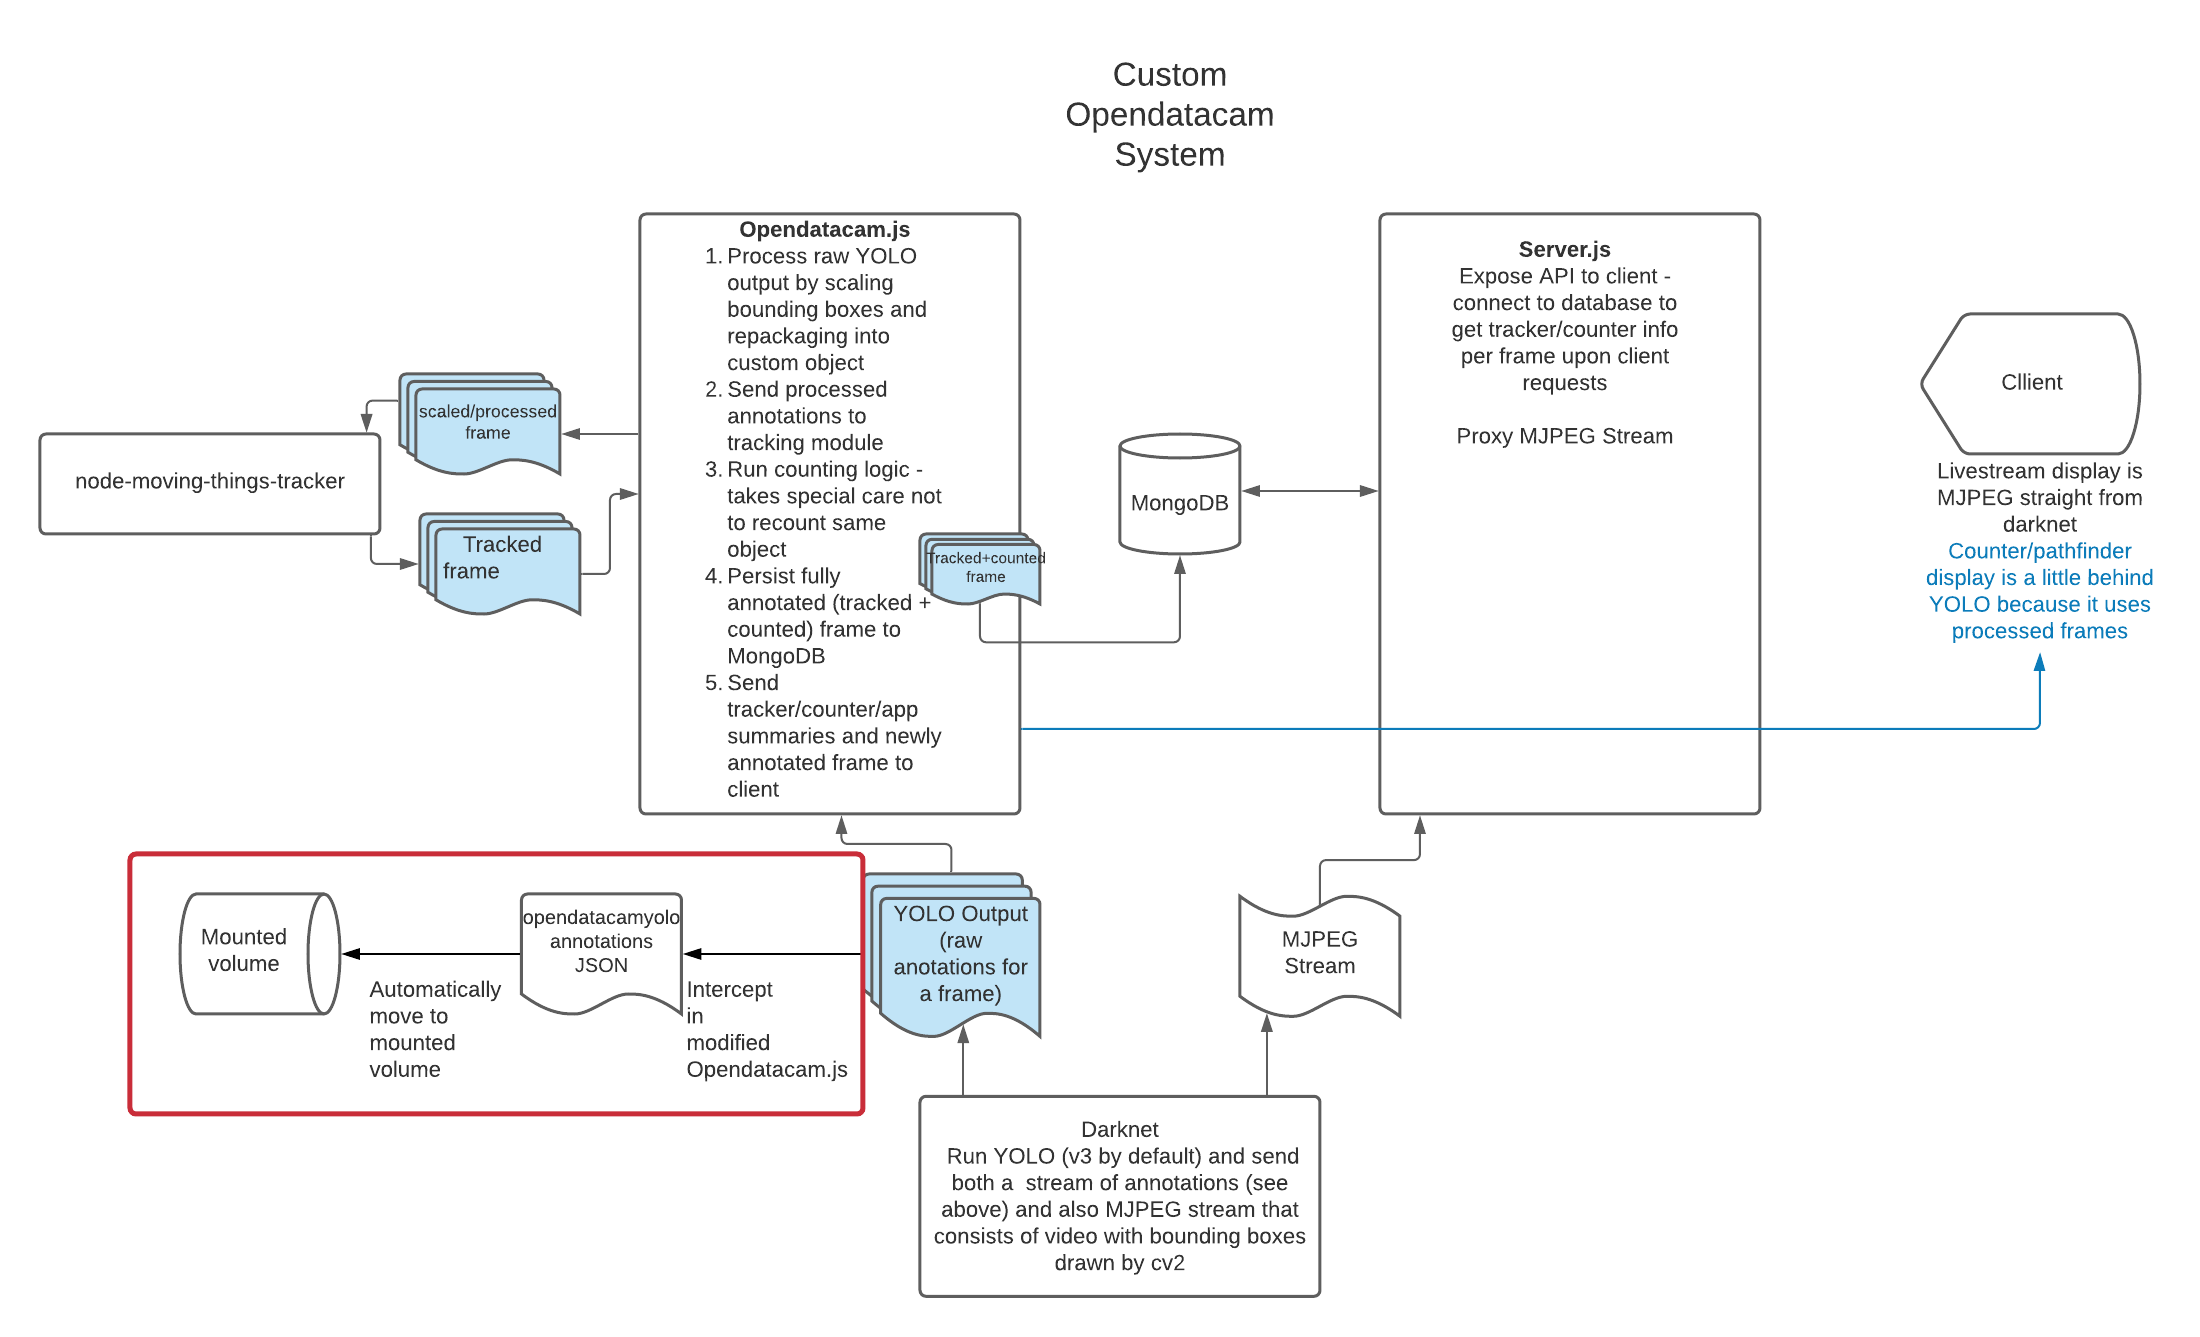 Custom
Opendatacam
System
Opendatacam.js
1. Process raw YOLO
output by scaling
bounding boxes and
repackaging into
custom object
2. Send processed
annotations to
tracking module
3. Run counting logic -
takes special care not
to recount same
object
4. Persist fully
annotated (tracked +
counted) frame to
MongoDB
5. Send
tracker/counter/app
summaries and newly
annotated frame to
client
Server.js
Expose API to client -
connect to database to
get tracker/counter info
per frame upon client
requests
Proxy MJPEG Stream
Cllient
Livestream display is
MJPEG straight from
darknet
Counter/pathfinder
display is a little behind
YOLO because it uses
processed frames
scaled/processed
frame
node-moving-things-tracker
Tracked
frame
MongoDB
Tracked+counted
frame
Mounted
volume
Automatically
move to
mounted
volume
opendatacamyolo
annotations
JSON
Intercept
in
modified
Opendatacam.js
YOLO Output
(raw
anotations for
a frame)
MJPEG
Stream
Darknet
Run YOLO (v3 by default) and send
both a stream of annotations (see
above) and also MJPEG stream that
consists of video with bounding boxes
drawn by cv2